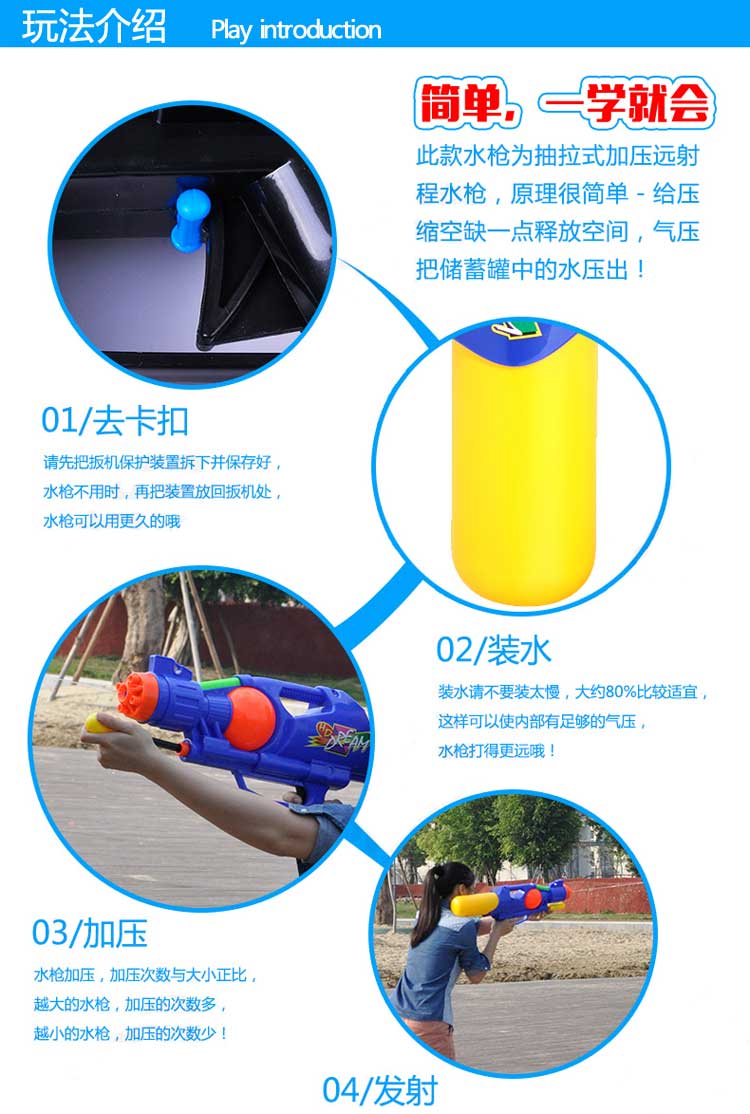 玩法介绍 Play introduction
简单，一学就会
此款水枪为抽拉式加压远射
程水枪，原理很简单-给压
缩空缺一点释放空间，气压
把储蓄罐中的水压出！
01/去卡扣
请先把扳机保护装置拆下并保存好，
水枪不用时，再把装置放回扳机处，
水枪可以用更久的哦
02/装水
装水请不要装太慢，大约80%比较适宜，
这样可以使内部有足够的气压，
水枪打得更远哦！
DREAM
03/加压
水枪加压，加压次数与大小正比，
越大的水枪，加压的次数多，
越小的水枪，加压的次数少！
04/发射